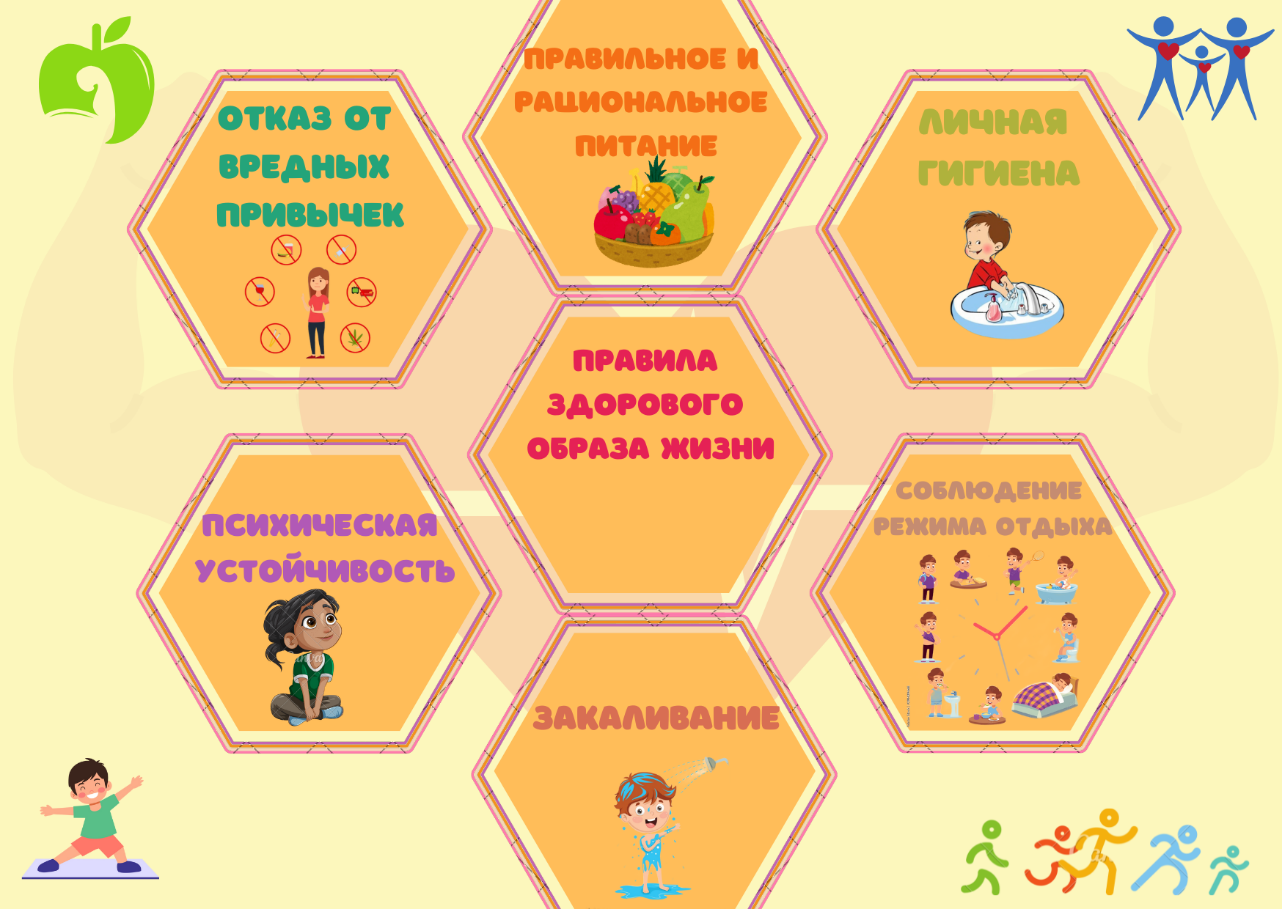 ПРАВИЛЬНОЕ И
РАЦИОНАЛЬНОЕ
ПИТАНИЕ
ОТКАЗ ОТ
ВРЕДНЫХ
ПРИВЫЧЕК
ЛИЧНАЯ
ГИГИЕНА
ПРАВИЛА
ЗДОРОВОГО
ОБРАЗА ЖИЗНИ
ПСИХИЧЕСКАЯ
УСТОЙЧИВОСТЬ
СОБЛЮДЕНИЕ
РЕЖИМА ОТДЫХА
ЗАКАЛИВАНИЕ